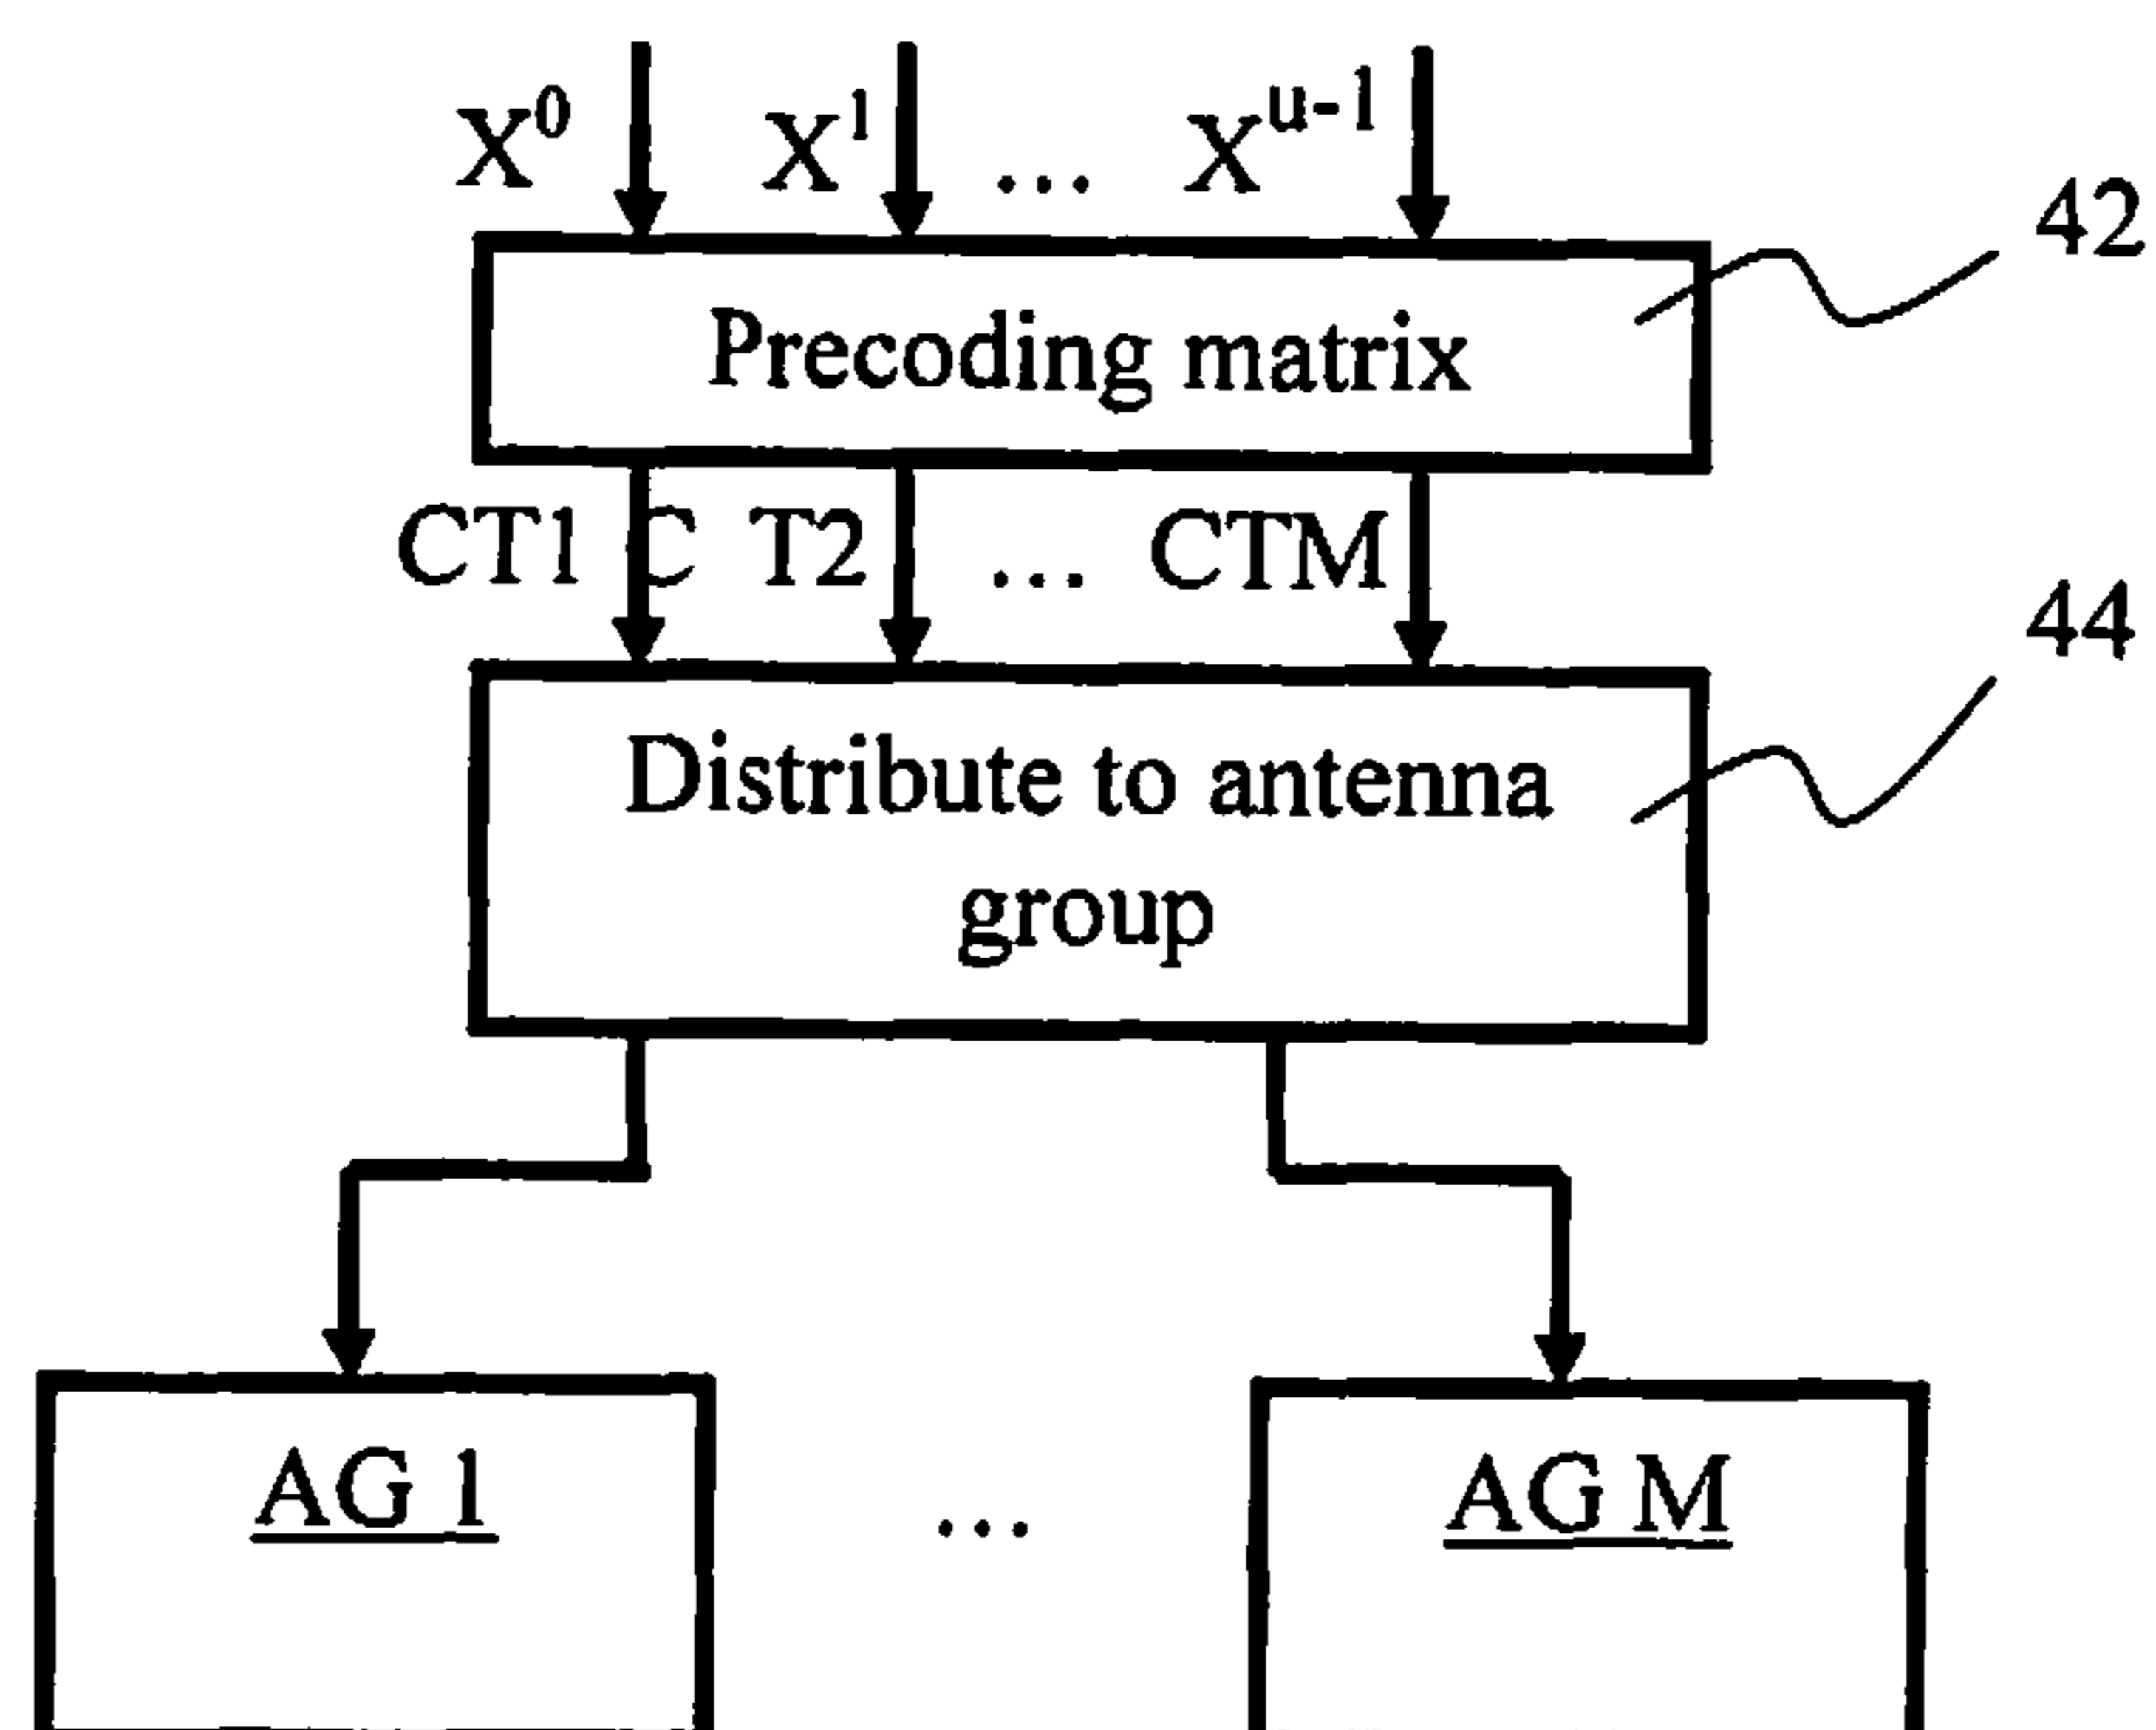 X⁰ X¹ ... Xᵘ⁻¹
42
Precoding matrix
CT1 C T2 ... CTM
44
Distribute to antenna
group
AG 1 ... AG M